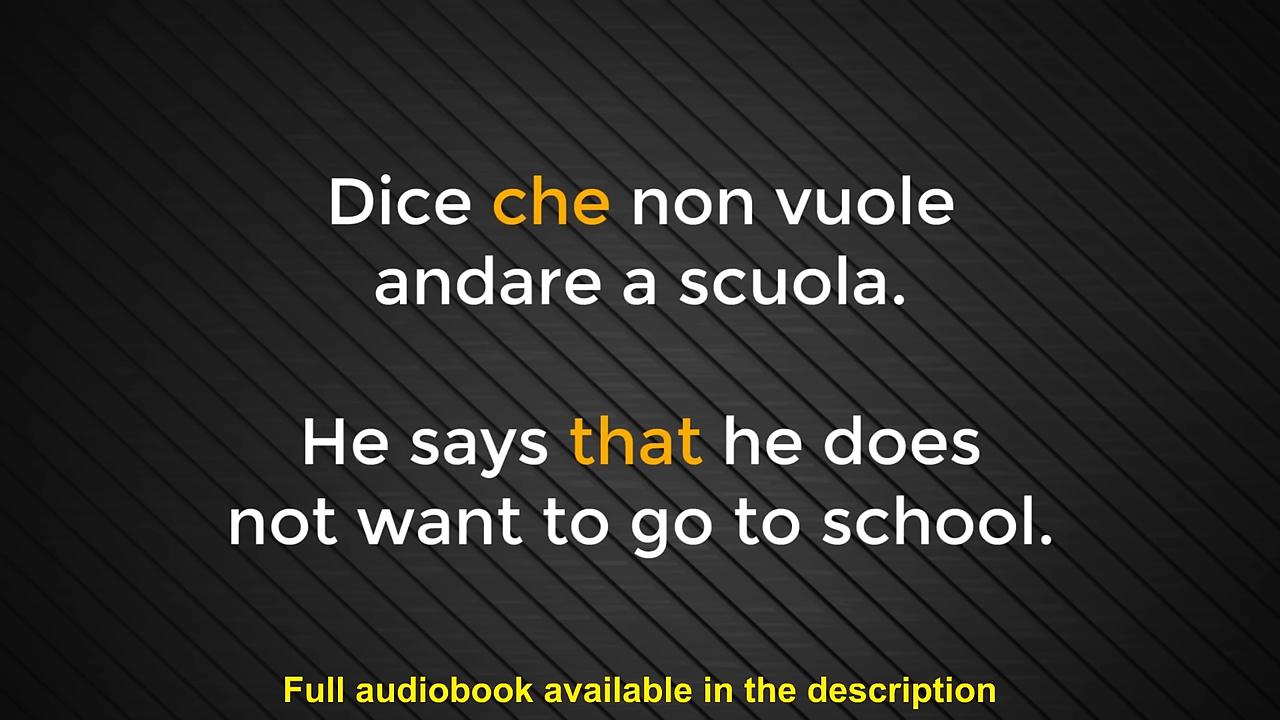 Dice che non vuole
andare a scuola.
He says that he does
not want to go to school.
Full audiobook available in the description